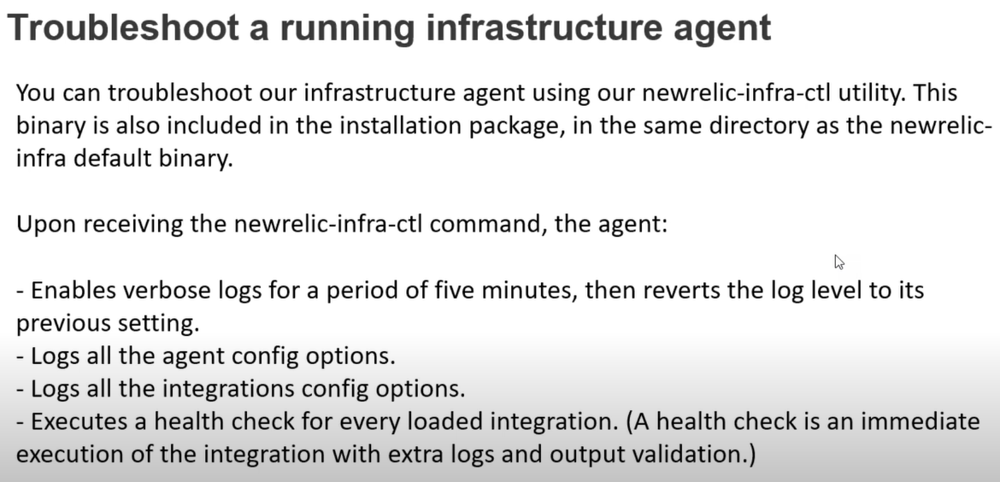 Troubleshoot a running infrastructure agent
You can troubleshoot our infrastructure agent using our newrelic-infra-ctl utility. This
binary is also included in the installation package, in the same directory as the newrelic-
infra default binary.
Upon receiving the newrelic-infra-ctl command, the agent:
- Enables verbose logs for a period of five minutes, then reverts the log level to its
previous setting.
- Logs all the agent config options.
- Logs all the integrations config options.
- Executes a health check for every loaded integration. (A health check is an immediate
execution of the integration with extra logs and output validation.)